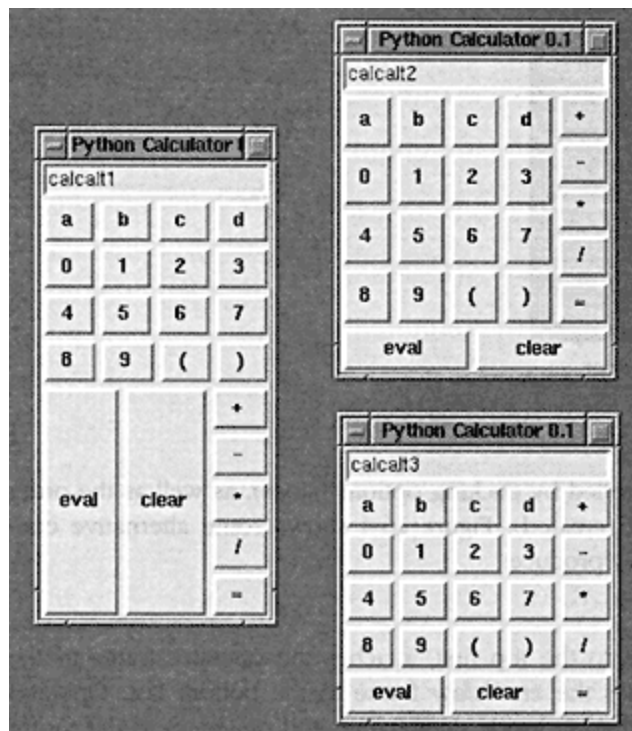 Python Calculator
calcalt1
a b c d
0 1 2 3
4 5 6 7
8 9 ( )
+
-
eval clear *
/
=
Python Calculator 0.1
calcalt2
a b c d +
0 1 2 3 -
*
4 5 6 7 /
8 9 ( ) =
eval clear
Python Calculator 0.1
calcalt3
a b c d +
0 1 2 3 -
4 5 6 7 *
8 9 ( ) /
eval clear =